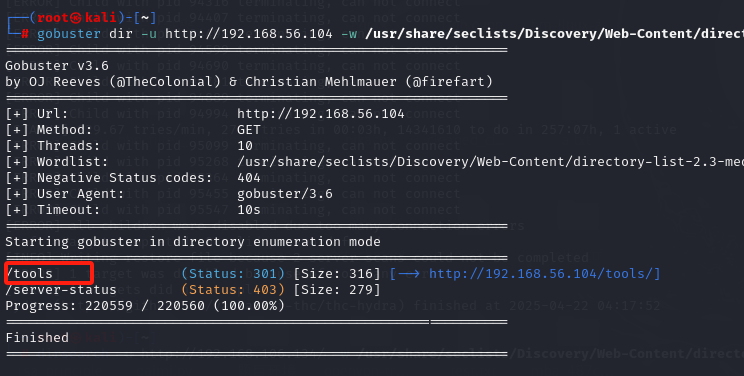 ┌──(root㉿kali)-[~]
└─# gobuster dir -u http://192.168.56.104 -w /usr/share/seclists/Discovery/Web-Content/direct
===============================================================
Gobuster v3.6
by OJ Reeves (@TheColonial) & Christian Mehlmauer (@firefart)
===============================================================
[+] Url:                     http://192.168.56.104
[+] Method:                  GET
[+] Threads:                 10
[+] Wordlist:                /usr/share/seclists/Discovery/Web-Content/directory-list-2.3-med
[+] Negative Status codes:   404
[+] User Agent:              gobuster/3.6
[+] Timeout:                 10s
===============================================================
Starting gobuster in directory enumeration mode
===============================================================
/tools                (Status: 301) [Size: 316] [--> http://192.168.56.104/tools/]
/server-status        (Status: 403) [Size: 279]
Progress: 220559 / 220560 (100.00%)
===============================================================
Finished
===============================================================